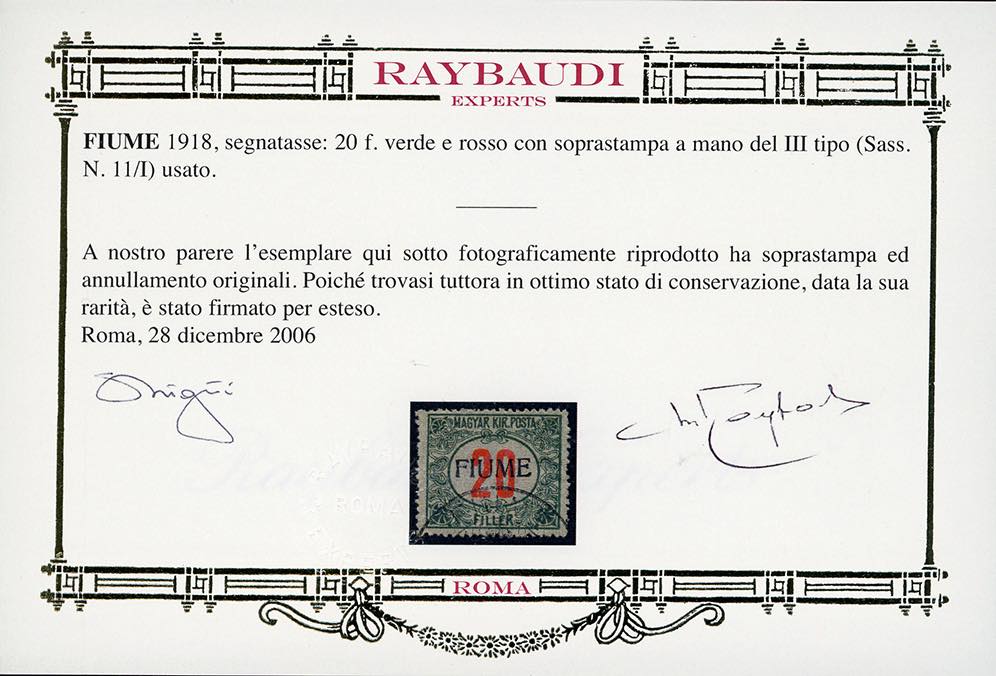 RAYBAUDI
EXPERTS
FIUME 1918, segnatasse: 20 f. verde e rosso con soprastampa a mano del III tipo (Sass.
N. 11/I) usato.
A nostro parere l’esemplare qui sotto fotograficamente riprodotto ha soprastampa ed
annullamento originali. Poiché trovasi tuttora in ottimo stato di conservazione, data la sua
rarità, è stato firmato per esteso.
Roma, 28 dicembre 2006
MAGYAR KIR. POSTA
20
FIUME
FILLER
ROMA
ROMA